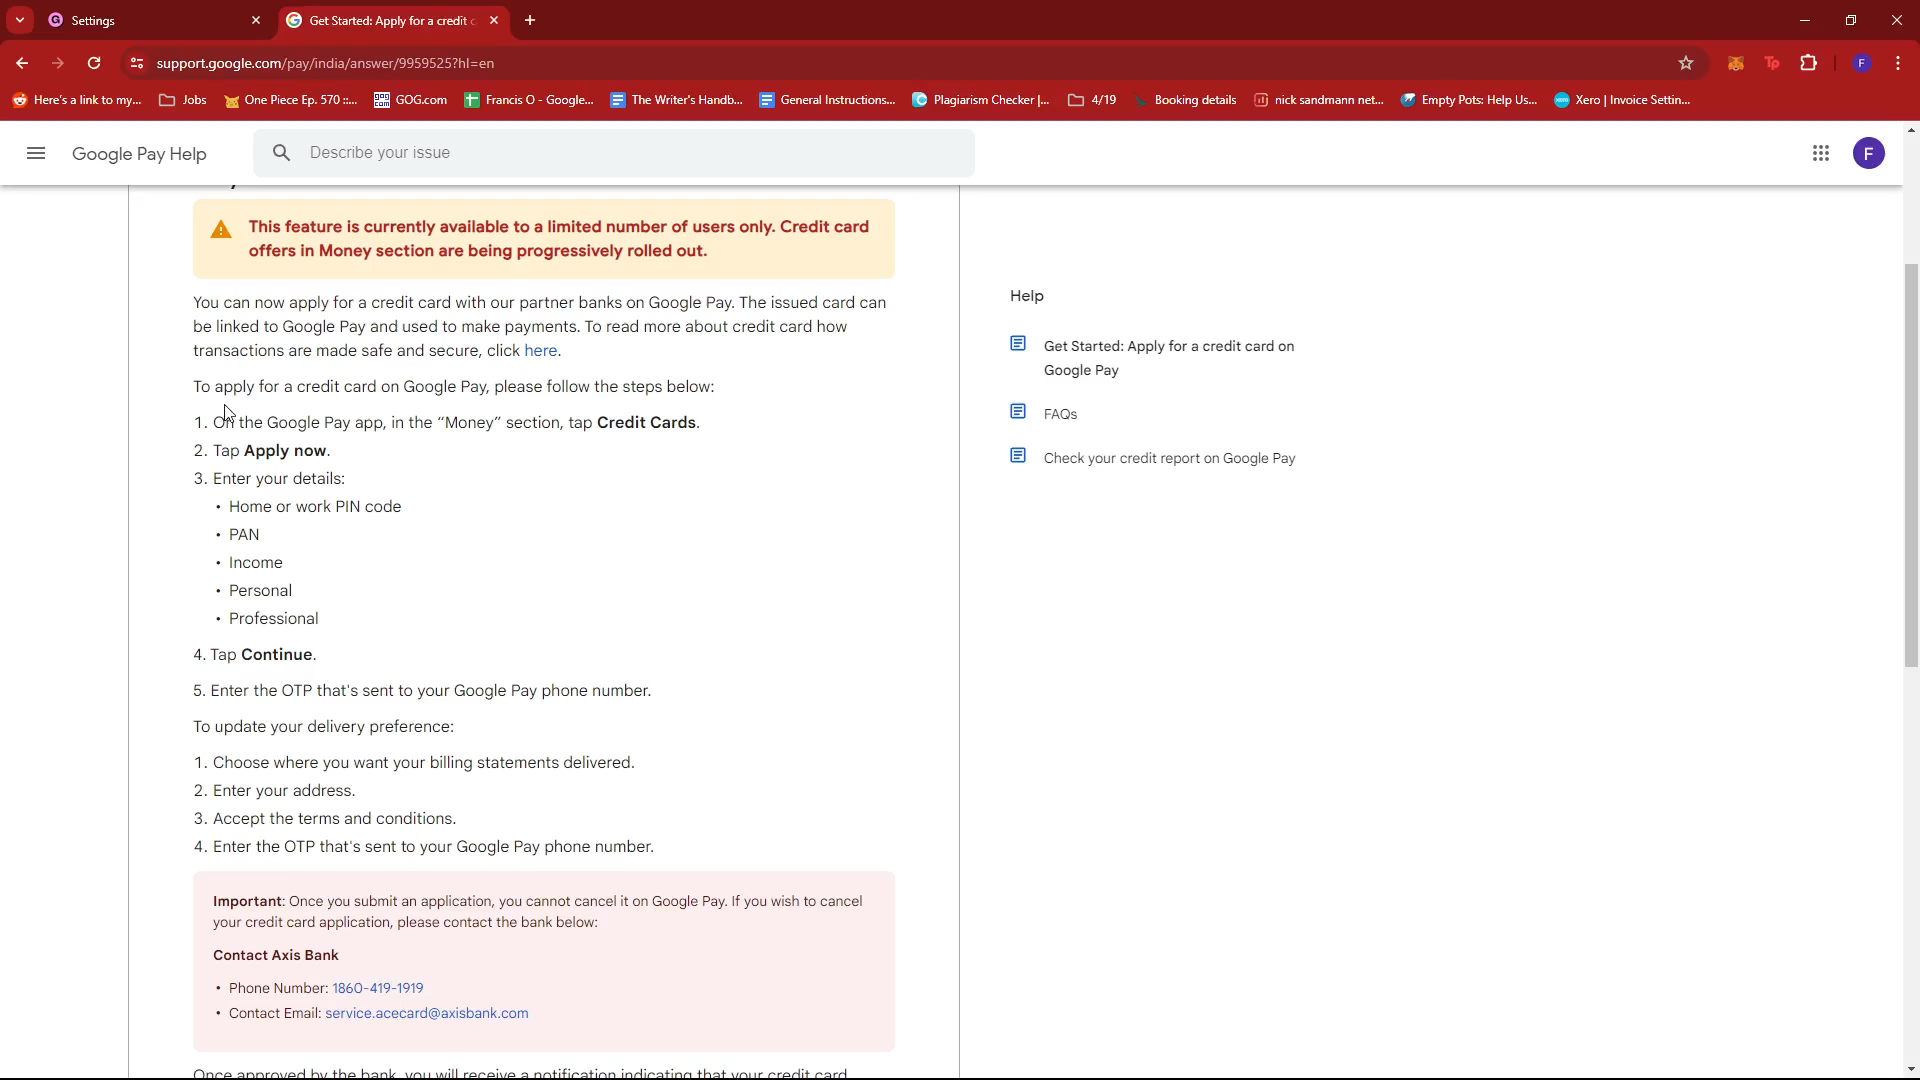 Settings
Get Started: Apply for a credit c
support.google.com/pay/india/answer/9959525?hl=en
F
Here's a link to my...
Jobs
One Piece Ep. 570 ::...
GOG.com
Francis O - Google...
The Writer's Handb...
General Instructions...
Plagiarism Checker |...
4/19
Booking details
nick sandmann net...
Empty Pots: Help Us...
Xero | Invoice Settin...
Google Pay Help
Describe your issue
F
This feature is currently available to a limited number of users only. Credit card
offers in Money section are being progressively rolled out.
You can now apply for a credit card with our partner banks on Google Pay. The issued card can
be linked to Google Pay and used to make payments. To read more about credit card how
transactions are made safe and secure, click here.
To apply for a credit card on Google Pay, please follow the steps below:
1. On the Google Pay app, in the “Money” section, tap Credit Cards.
2. Tap Apply now.
3. Enter your details:
• Home or work PIN code
• PAN
• Income
• Personal
• Professional
4. Tap Continue.
5. Enter the OTP that's sent to your Google Pay phone number.
To update your delivery preference:
1. Choose where you want your billing statements delivered.
2. Enter your address.
3. Accept the terms and conditions.
4. Enter the OTP that's sent to your Google Pay phone number.
Important: Once you submit an application, you cannot cancel it on Google Pay. If you wish to cancel
your credit card application, please contact the bank below:
Contact Axis Bank
• Phone Number: 1860-419-1919
• Contact Email: service.acecard@axisbank.com
Once approved by the bank, you will receive a notification indicating that your credit card
Help
Get Started: Apply for a credit card on
Google Pay
FAQs
Check your credit report on Google Pay